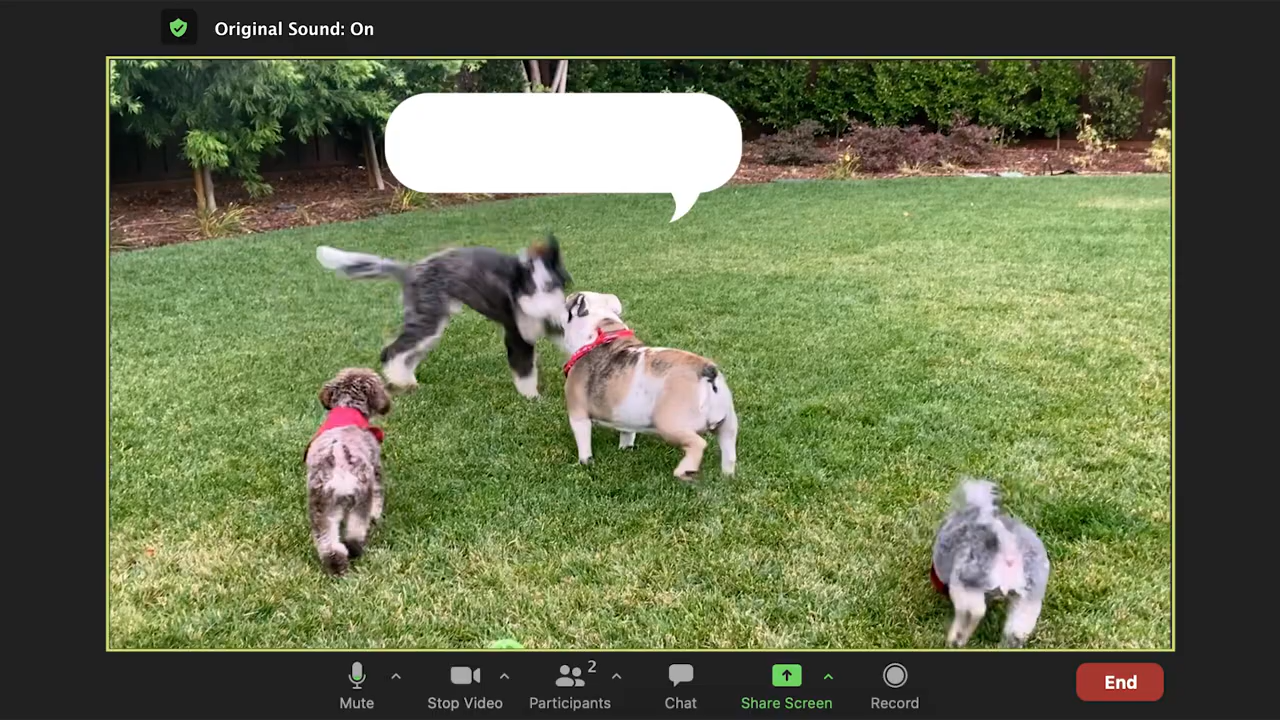 Original Sound: On
2
Mute
Stop Video
Participants
Chat
Share Screen
Record
End